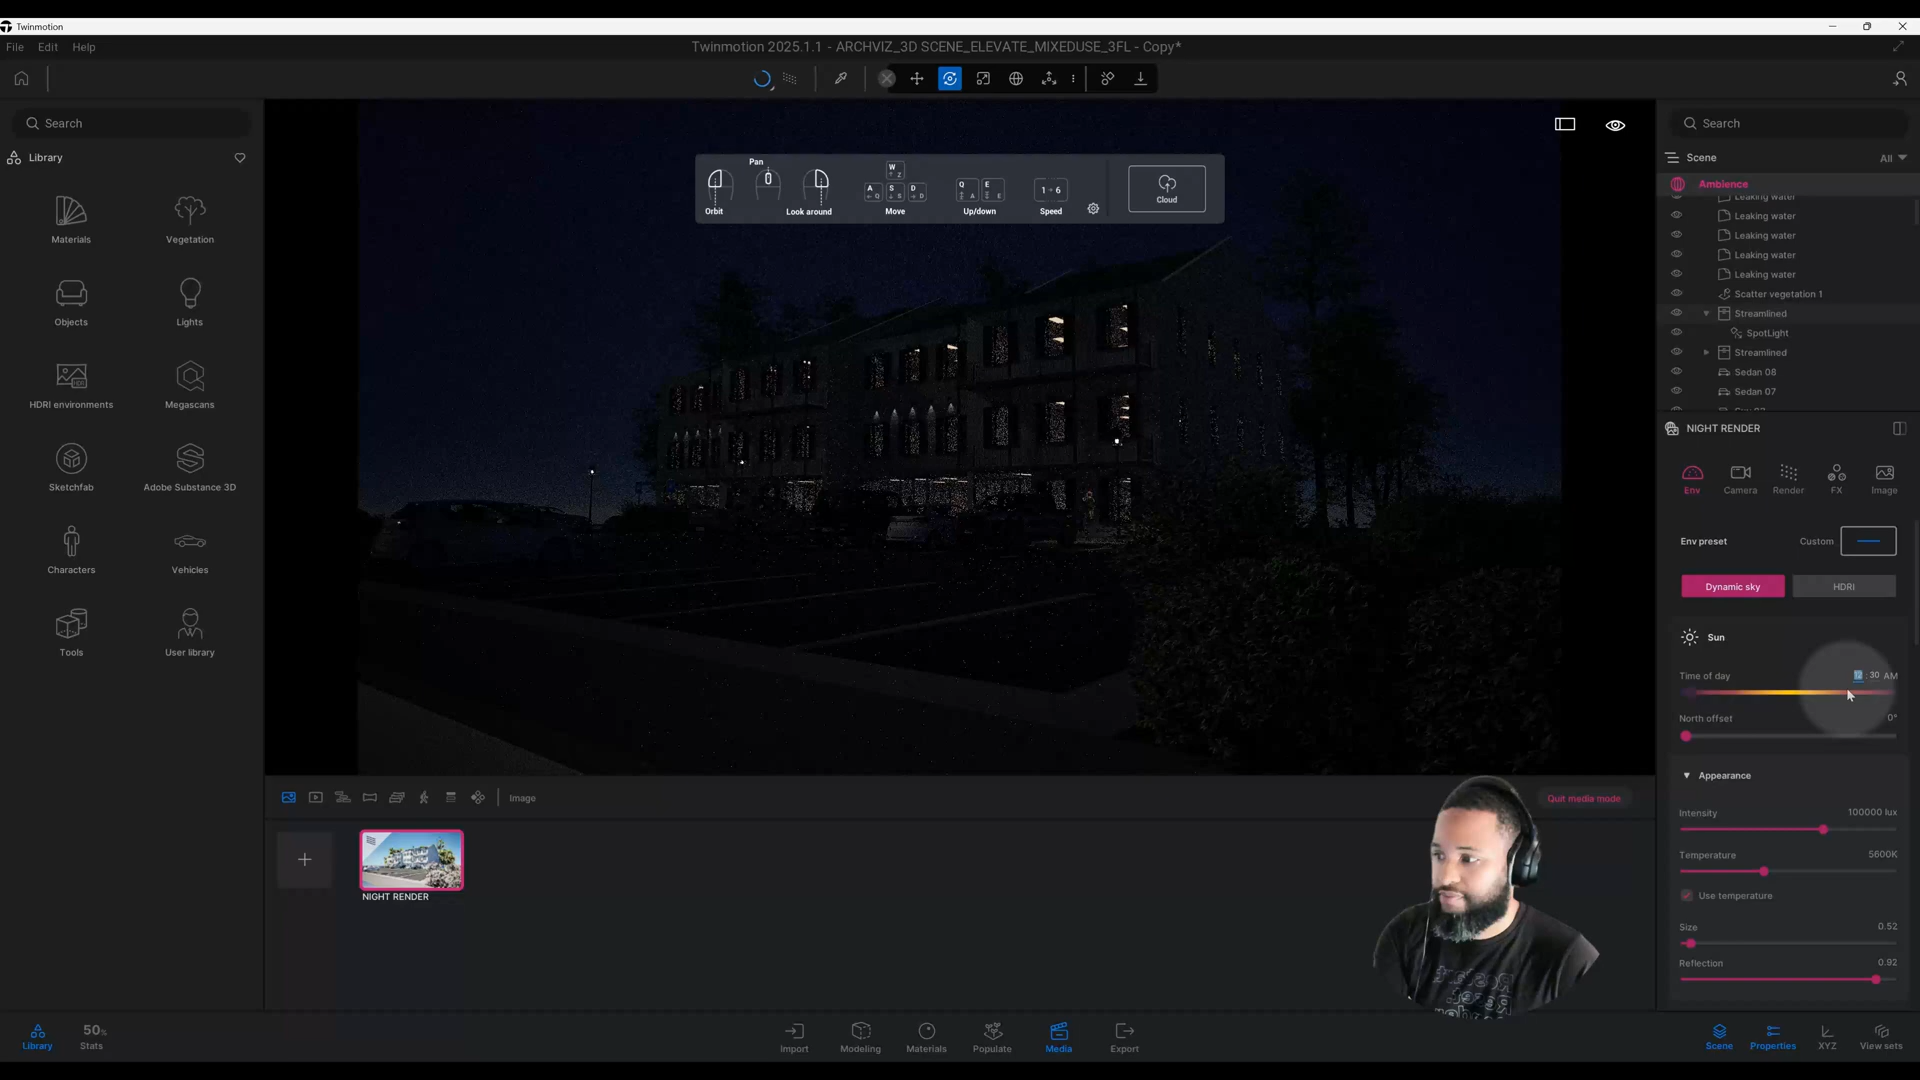 Twinmotion
File Edit Help
Twinmotion 2025.1.1 - ARCHVIZ_3D SCENE_ELEVATE_MIXEDUSE_3FL - Copy*
Search
Library
Materials
Vegetation
Objects
Lights
HDRI environments
Megascans
Sketchfab
Adobe Substance 3D
Characters
Vehicles
Tools
User library
Pan
Orbit
Look around
W
Z
A
Q
S
S
D
D
Move
Q
A
E
E
Up/down
1 → 6
Speed
Cloud
Search
Scene
All
Ambience
Leaking water
Leaking water
Leaking water
Leaking water
Leaking water
Scatter vegetation 1
Streamlined
SpotLight
Streamlined
Sedan 08
Sedan 07
NIGHT RENDER
Env
Camera
Render
FX
Image
Env preset
Custom
Dynamic sky
HDRI
Sun
Time of day
12 : 30 AM
North offset
0°
Appearance
Intensity
100000 lux
Temperature
5600K
Use temperature
Size
0.52
Reflection
0.92
Image
Quit media mode
NIGHT RENDER
Library
50%
Stats
Import
Modeling
Materials
Populate
Media
Export
Scene
Properties
XYZ
View sets